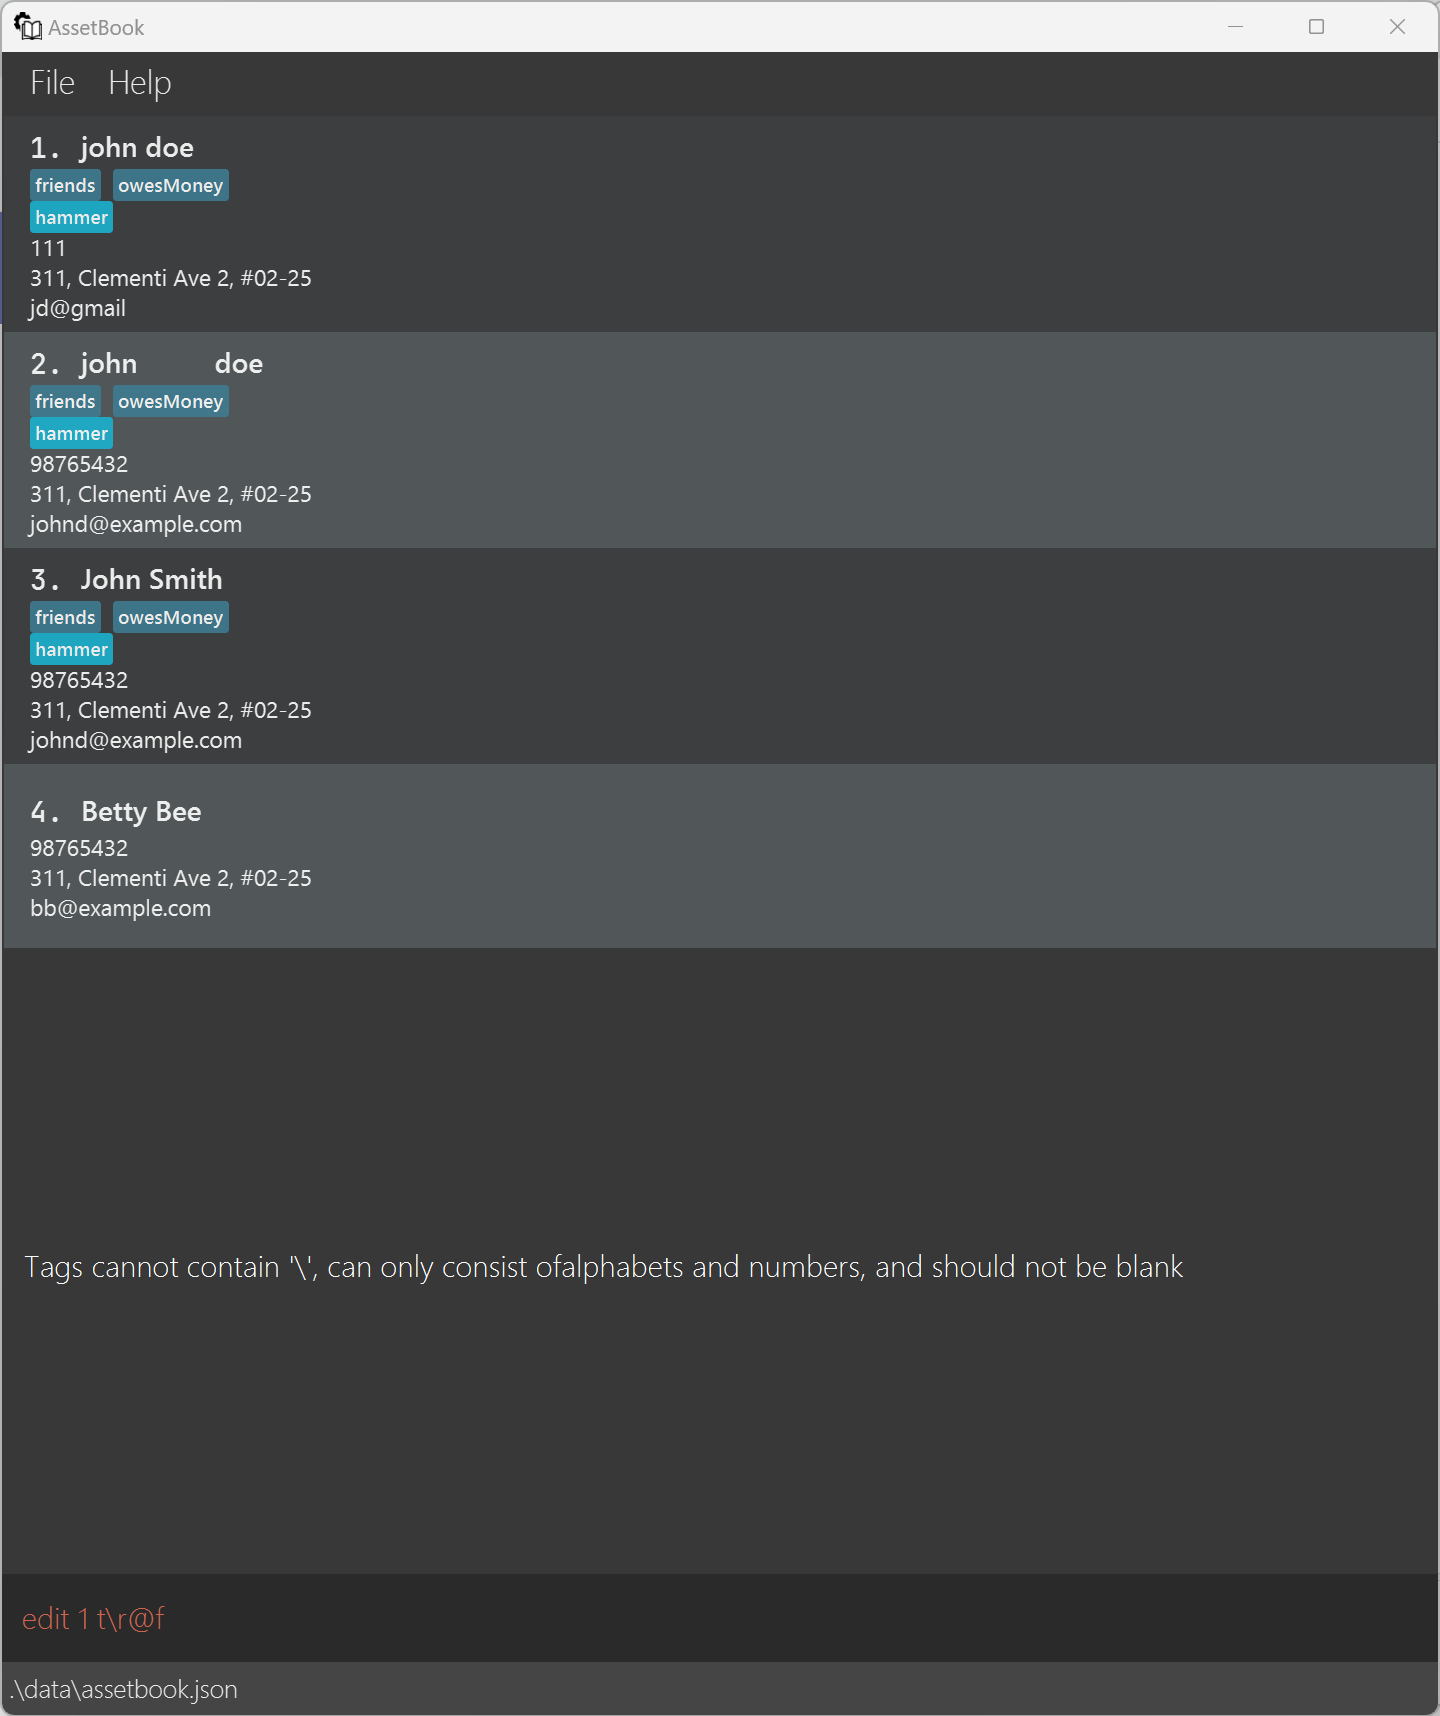 AssetBook
File Help
1. john doe
friends owesMoney
hammer
111
311, Clementi Ave 2, #02-25
jd@gmail
2. john doe
friends owesMoney
hammer
98765432
311, Clementi Ave 2, #02-25
johnd@example.com
3. John Smith
friends owesMoney
hammer
98765432
311, Clementi Ave 2, #02-25
johnd@example.com
4. Betty Bee
98765432
311, Clementi Ave 2, #02-25
bb@example.com
Tags cannot contain '\', can only consist ofalphabets and numbers, and should not be blank
edit 1 t\r@f
.\data\assetbook.json